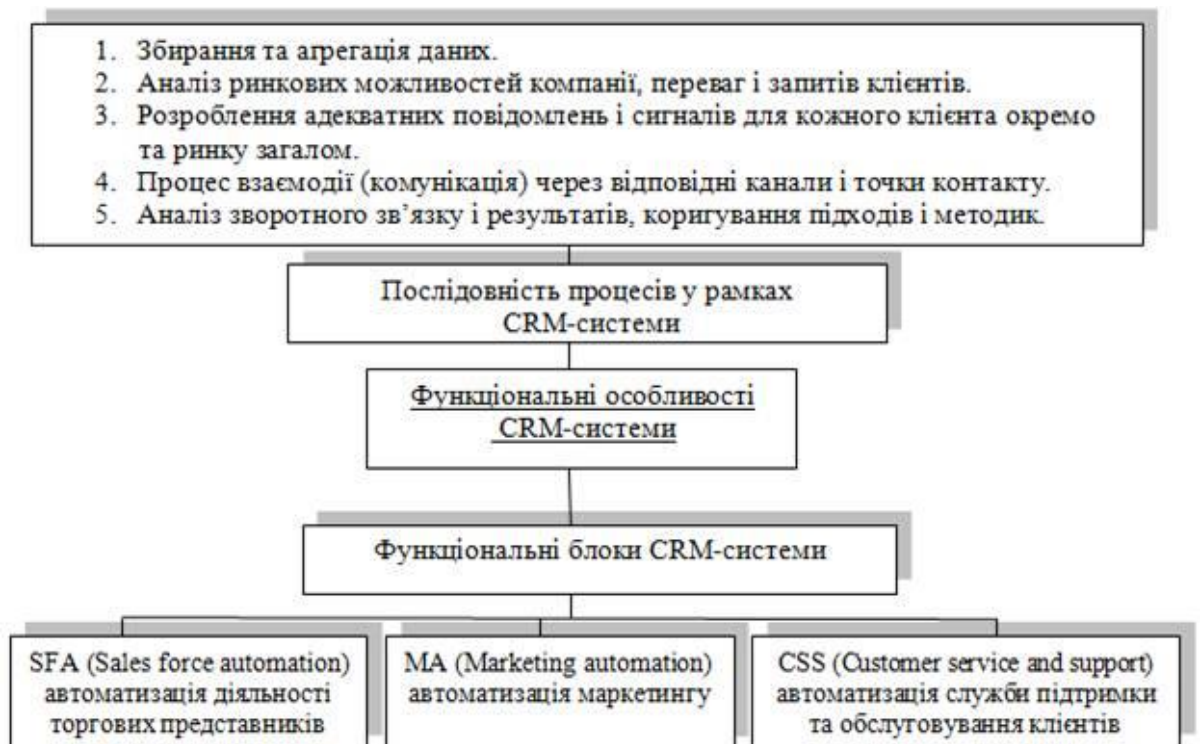 1. Збирання та агрегація даних.
2. Аналіз ринкових можливостей компанії, переваг і запитів клієнтів.
3. Розроблення адекватних повідомлень і сигналів для кожного клієнта окремо
та ринку загалом.
4. Процес взаємодії (комунікація) через відповідні канали і точки контакту.
5. Аналіз зворотного зв’язку і результатів, коригування підходів і методик.
Послідовність процесів у рамках
CRM-системи
Функціональні особливості
CRM-системи
Функціональні блоки CRM-системи
SFA (Sales force automation)
автоматизація діяльності
торгових представників
MA (Marketing automation)
автоматизація маркетингу
CSS (Customer service and support)
автоматизація служби підтримки
та обслуговування клієнтів